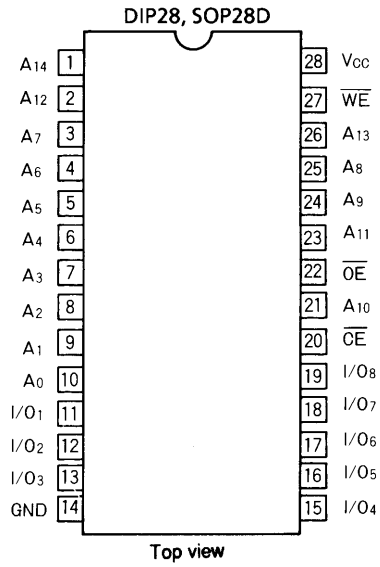 DIP28, SOP28D
A14 1 28 Vcc
A12 2 27 W̅E̅
A7 3 26 A13
A6 4 25 A8
A5 5 24 A9
A4 6 23 A11
A3 7 22 O̅E̅
A2 8 21 A10
A1 9 20 C̅E̅
A0 10 19 I/O8
I/O1 11 18 I/O7
I/O2 12 17 I/O6
I/O3 13 16 I/O5
GND 14 15 I/O4
Top view